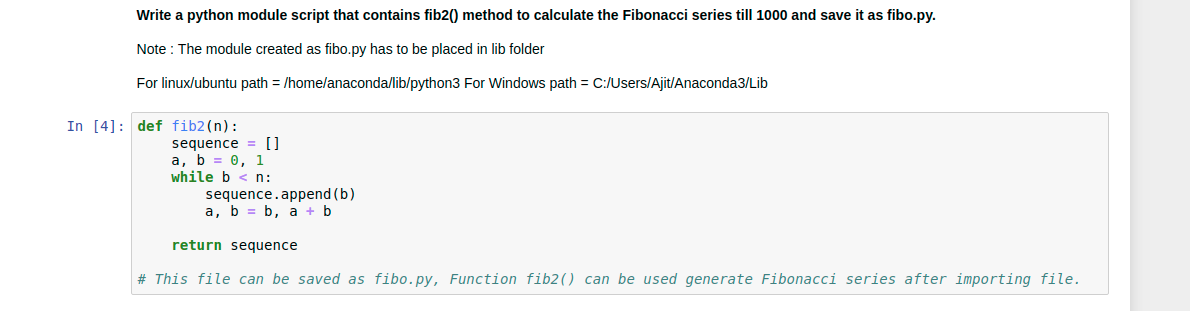 Write a python module script that contains fib2() method to calculate the Fibonacci series till 1000 and save it as fibo.py.
Note : The module created as fibo.py has to be placed in lib folder
For linux/ubuntu path = /home/anaconda/lib/python3 For Windows path = C:/Users/Ajit/Anaconda3/Lib
In [4]: def fib2(n):
    sequence = []
    a, b = 0, 1
    while b < n:
        sequence.append(b)
        a, b = b, a + b
    return sequence
# This file can be saved as fibo.py, Function fib2() can be used generate Fibonacci series after importing file.